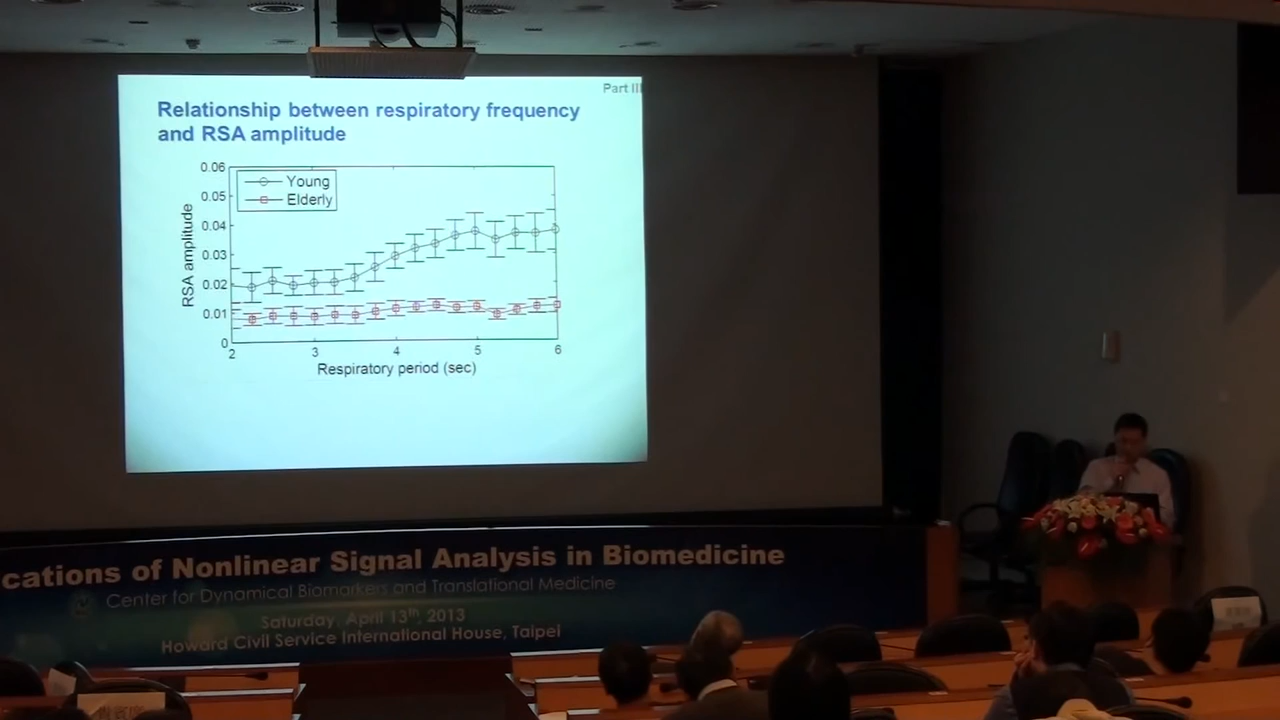 Part III
Relationship between respiratory frequency
and RSA amplitude
0.06
0.05
0.04
0.03
0.02
0.01
0
RSA amplitude
Young
Elderly
2
3
4
5
6
Respiratory period (sec)
cations of Nonlinear Signal Analysis in Biomedicine
Center for Dynamical Biomarkers and Translational Medicine
Saturday, April 13th, 2013
Howard Civil Service International House, Taipei